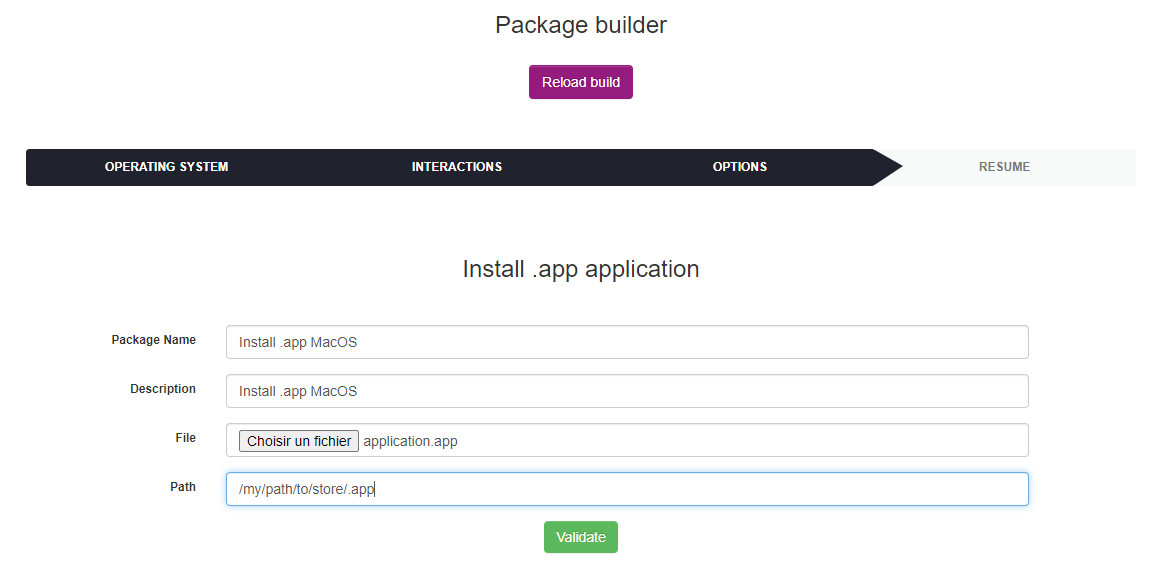 Package builder
Reload build
OPERATING SYSTEM INTERACTIONS OPTIONS RESUME
Install .app application
Package Name Install .app MacOS
Description Install .app MacOS
File Choisir un fichier application.app
Path /my/path/to/store/.app
Validate